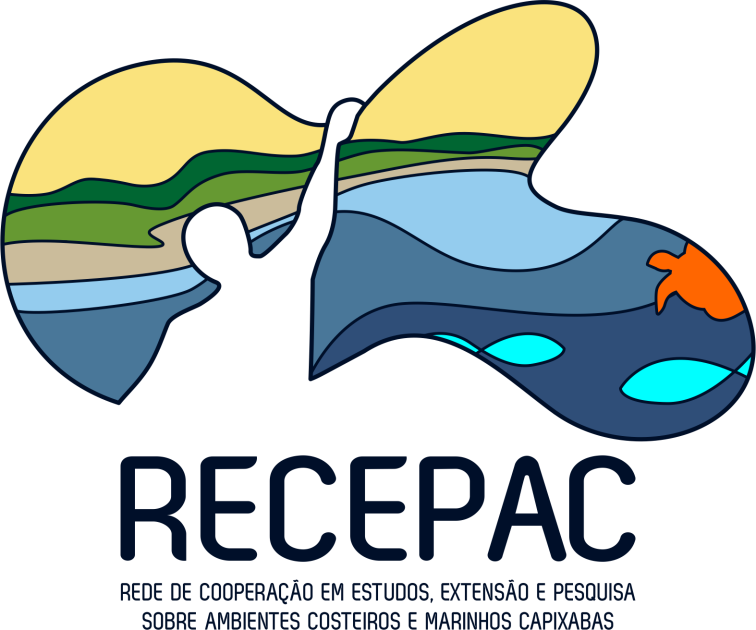 RECEPAC
REDE DE COOPERAÇÃO EM ESTUDOS, EXTENSÃO E PESQUISA
SOBRE AMBIENTES COSTEIROS E MARINHOS CAPIXABAS